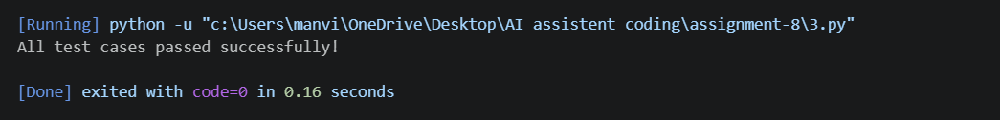 [Running] python -u "c:\Users\manvi\OneDrive\Desktop\AI assistent coding\assignment-8\3.py"
All test cases passed successfully!
[Done] exited with code=0 in 0.16 seconds